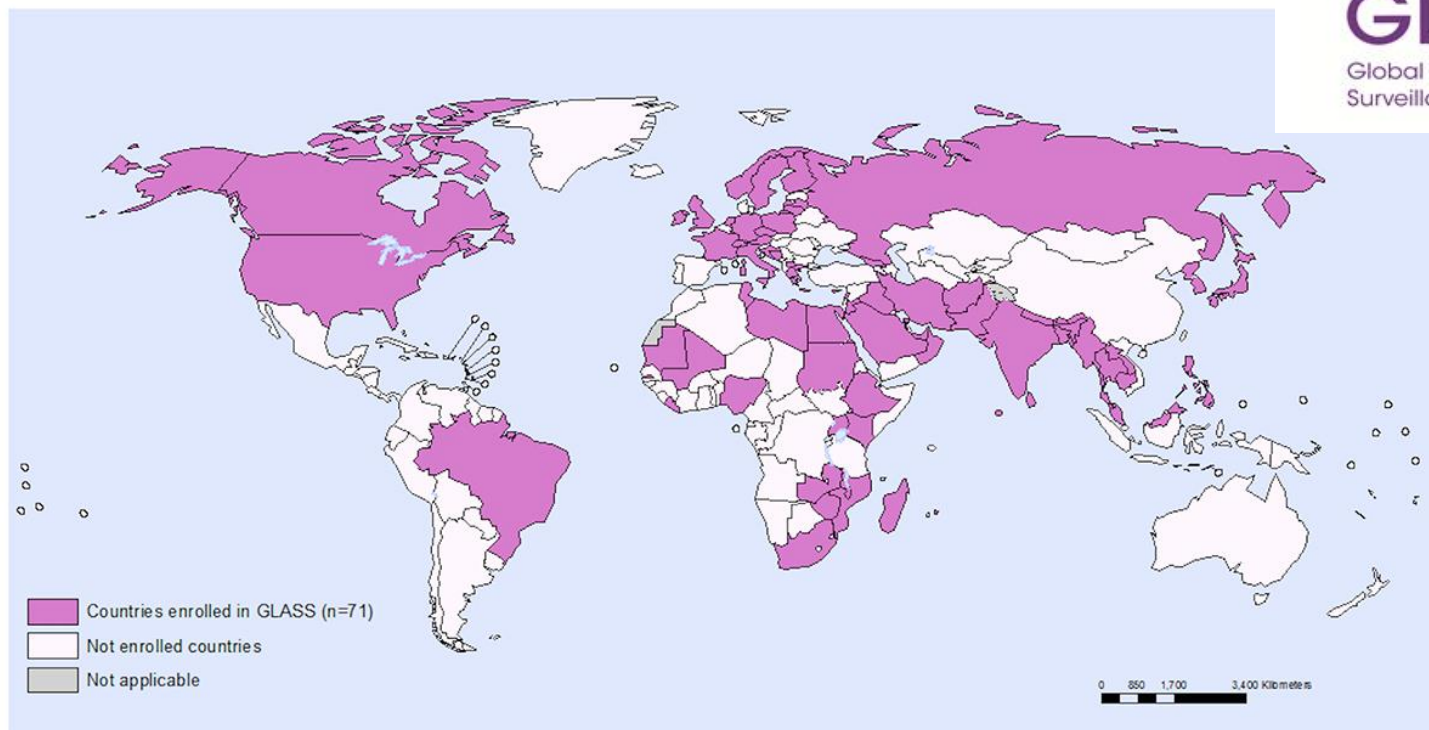 Global
Surveill
Countries enrolled in GLASS (n=71)
Not enrolled countries
Not applicable
0 850 1,700 3,400 Kilometers